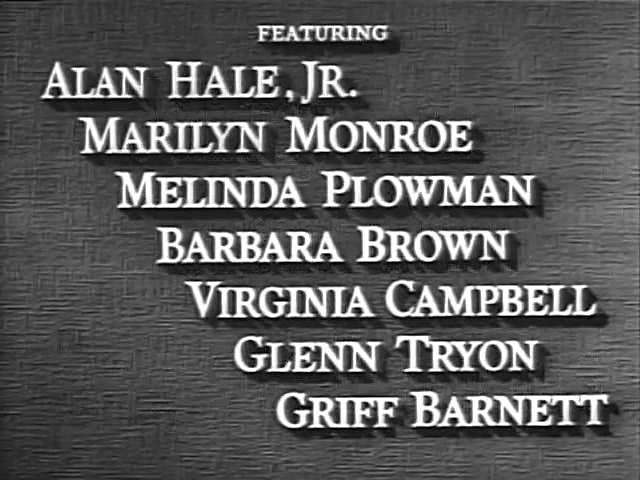 FEATURING
ALAN HALE, JR.
MARILYN MONROE
MELINDA PLOWMAN
BARBARA BROWN
VIRGINIA CAMPBELL
GLENN TRYON
GRIFF BARNETT